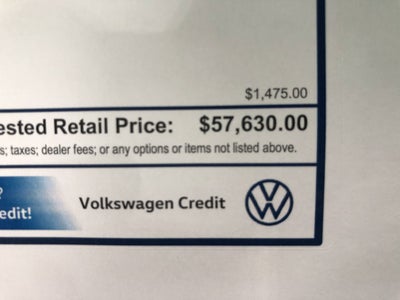 $1,475.00
ested Retail Price: $57,630.00
s; taxes; dealer fees; or any options or items not listed above.
?
edit!
Volkswagen Credit